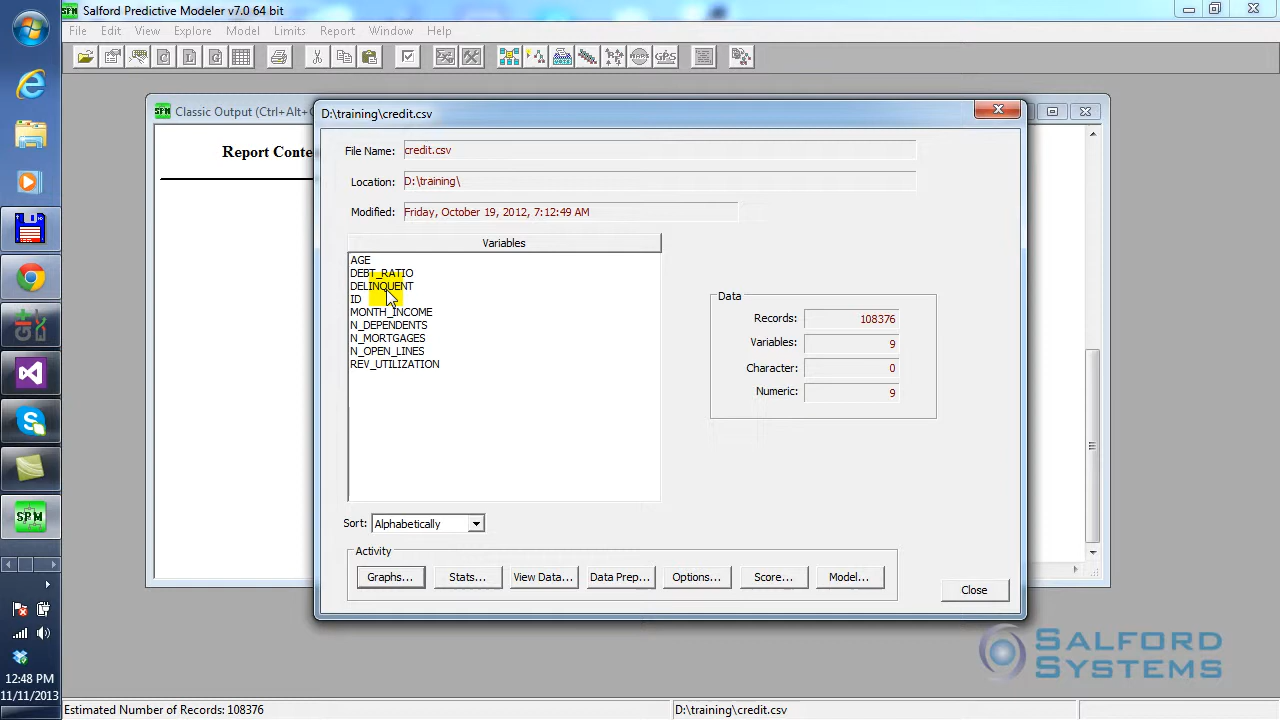 Salford Predictive Modeler v7.0 64 bit
File Edit View Explore Model Limits Report Window Help
Classic Output (Ctrl+Alt+C
Report Conte
D:\training\credit.csv
File Name: credit.csv
Location: D:\training\
Modified: Friday, October 19, 2012, 7:12:49 AM
Variables
AGE
DEBT_RATIO
DELINQUENT
ID
MONTH_INCOME
N_DEPENDENTS
N_MORTGAGES
N_OPEN_LINES
REV_UTILIZATION
Data
Records: 108376
Variables: 9
Character: 0
Numeric: 9
Sort: Alphabetically
Activity
Graphs... Stats... View Data... Data Prep... Options... Score... Model...
Close
SALFORD
SYSTEMS
12:48 PM
11/11/2013
Estimated Number of Records: 108376
D:\training\credit.csv